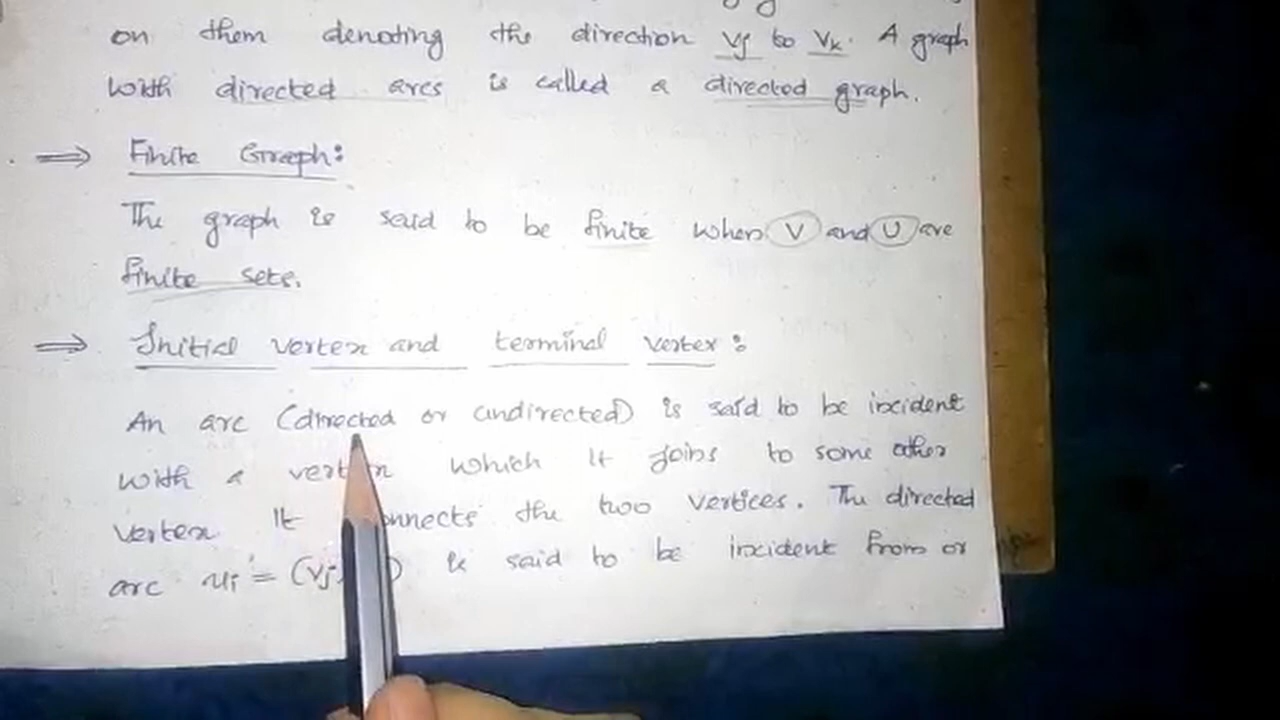 on them denoting the direction vj to vk. A graph
with directed arcs is called a directed graph.
⇒ Finite Graph:
The graph is said to be finite when V and U are
finite sets.
⇒ Initial vertex and terminal vertex:
An arc (directed or undirected) is said to be incident
with a vertex which it joins to some other
vertex. It connects the two vertices. The directed
arc ui = (vj, ) is said to be incident from or